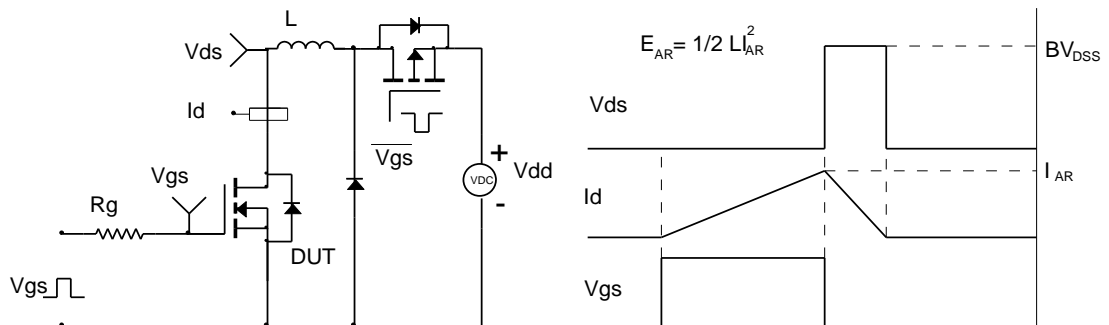 L
Vds
Id
Vgs
Rg
DUT
Vgs
Vgs
+
VDC
Vdd
-
E_AR = 1/2 LI²_AR
BV_DSS
Vds
I_AR
Id
Vgs